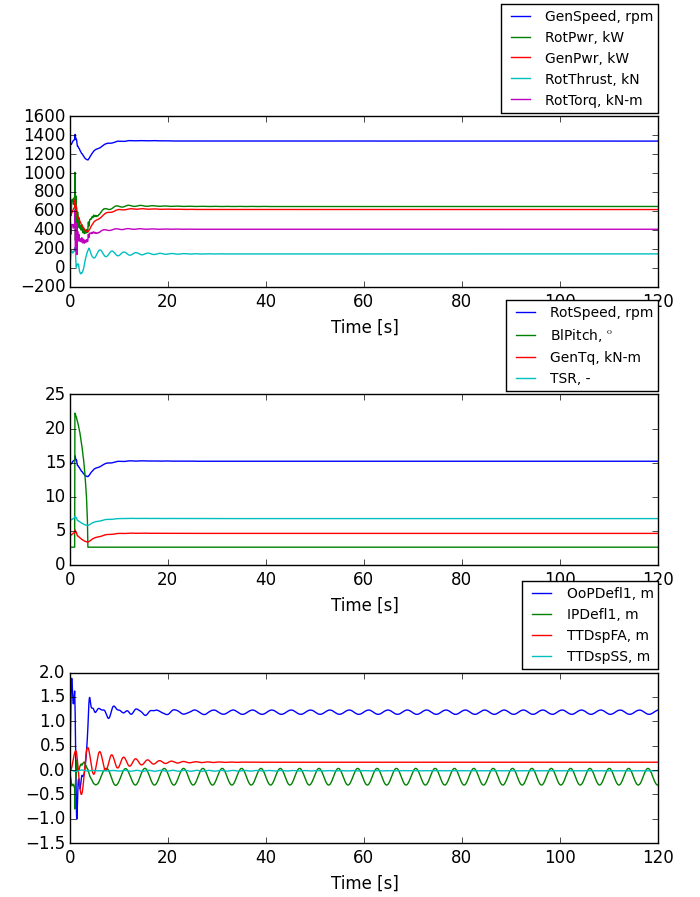 GenSpeed, rpm
RotPwr, kW
GenPwr, kW
RotThrust, kN
RotTorq, kN-m
1600
1400
1200
1000
800
600
400
200
0
−200
0 20 40 60 80 100 120
Time [s]
RotSpeed, rpm
BlPitch, °
GenTq, kN-m
TSR, -
25
20
15
10
5
0
0 20 40 60 80 100 120
Time [s]
OoPDefl1, m
IPDefl1, m
TTDspFA, m
TTDspSS, m
2.0
1.5
1.0
0.5
0.0
−0.5
−1.0
−1.5
0 20 40 60 80 100 120
Time [s]